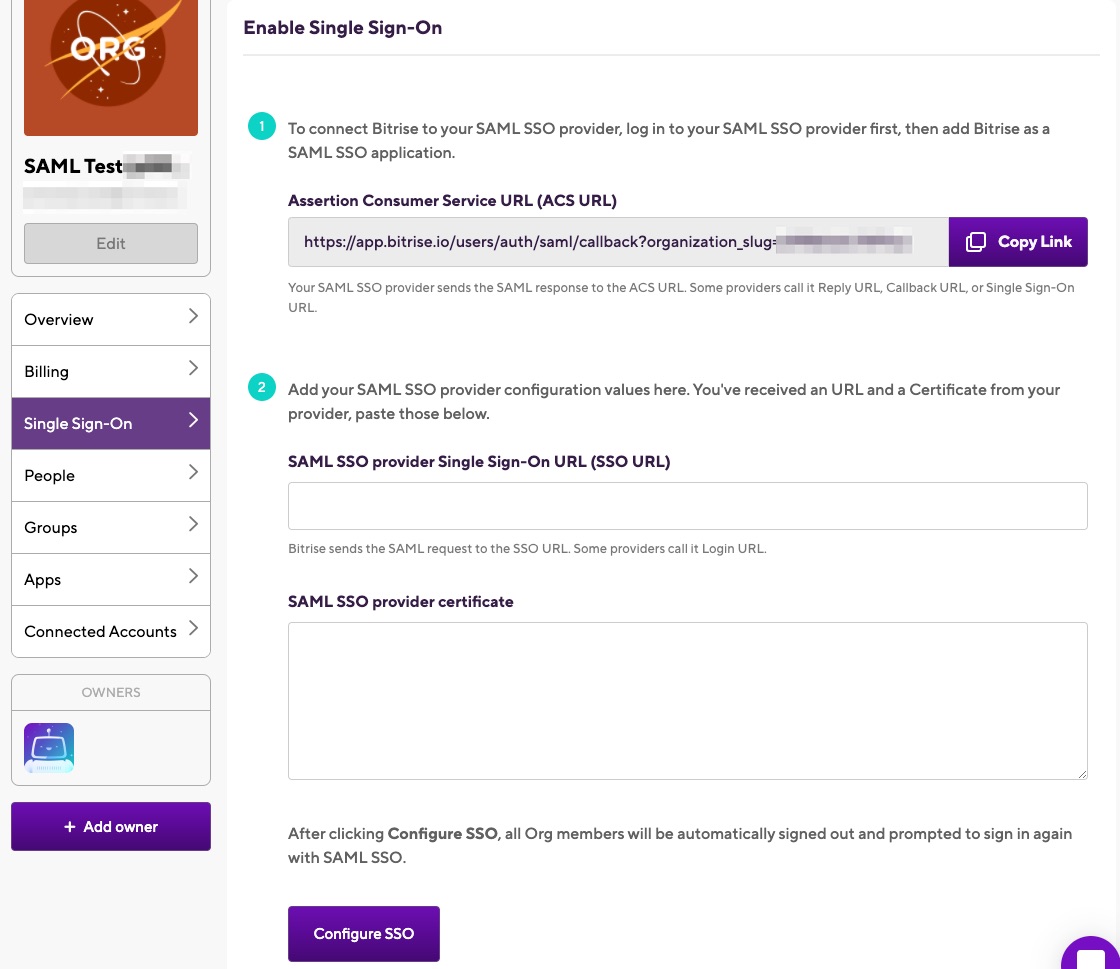 ORG
SAML Test
Edit
Overview
Billing
Single Sign-On
People
Groups
Apps
Connected Accounts
OWNERS
+ Add owner
Enable Single Sign-On
1
To connect Bitrise to your SAML SSO provider, log in to your SAML SSO provider first, then add Bitrise as a
SAML SSO application.
Assertion Consumer Service URL (ACS URL)
https://app.bitrise.io/users/auth/saml/callback?organization_slug=
Copy Link
Your SAML SSO provider sends the SAML response to the ACS URL. Some providers call it Reply URL, Callback URL, or Single Sign-On
URL.
2
Add your SAML SSO provider configuration values here. You've received an URL and a Certificate from your
provider, paste those below.
SAML SSO provider Single Sign-On URL (SSO URL)
Bitrise sends the SAML request to the SSO URL. Some providers call it Login URL.
SAML SSO provider certificate
After clicking Configure SSO, all Org members will be automatically signed out and prompted to sign in again
with SAML SSO.
Configure SSO